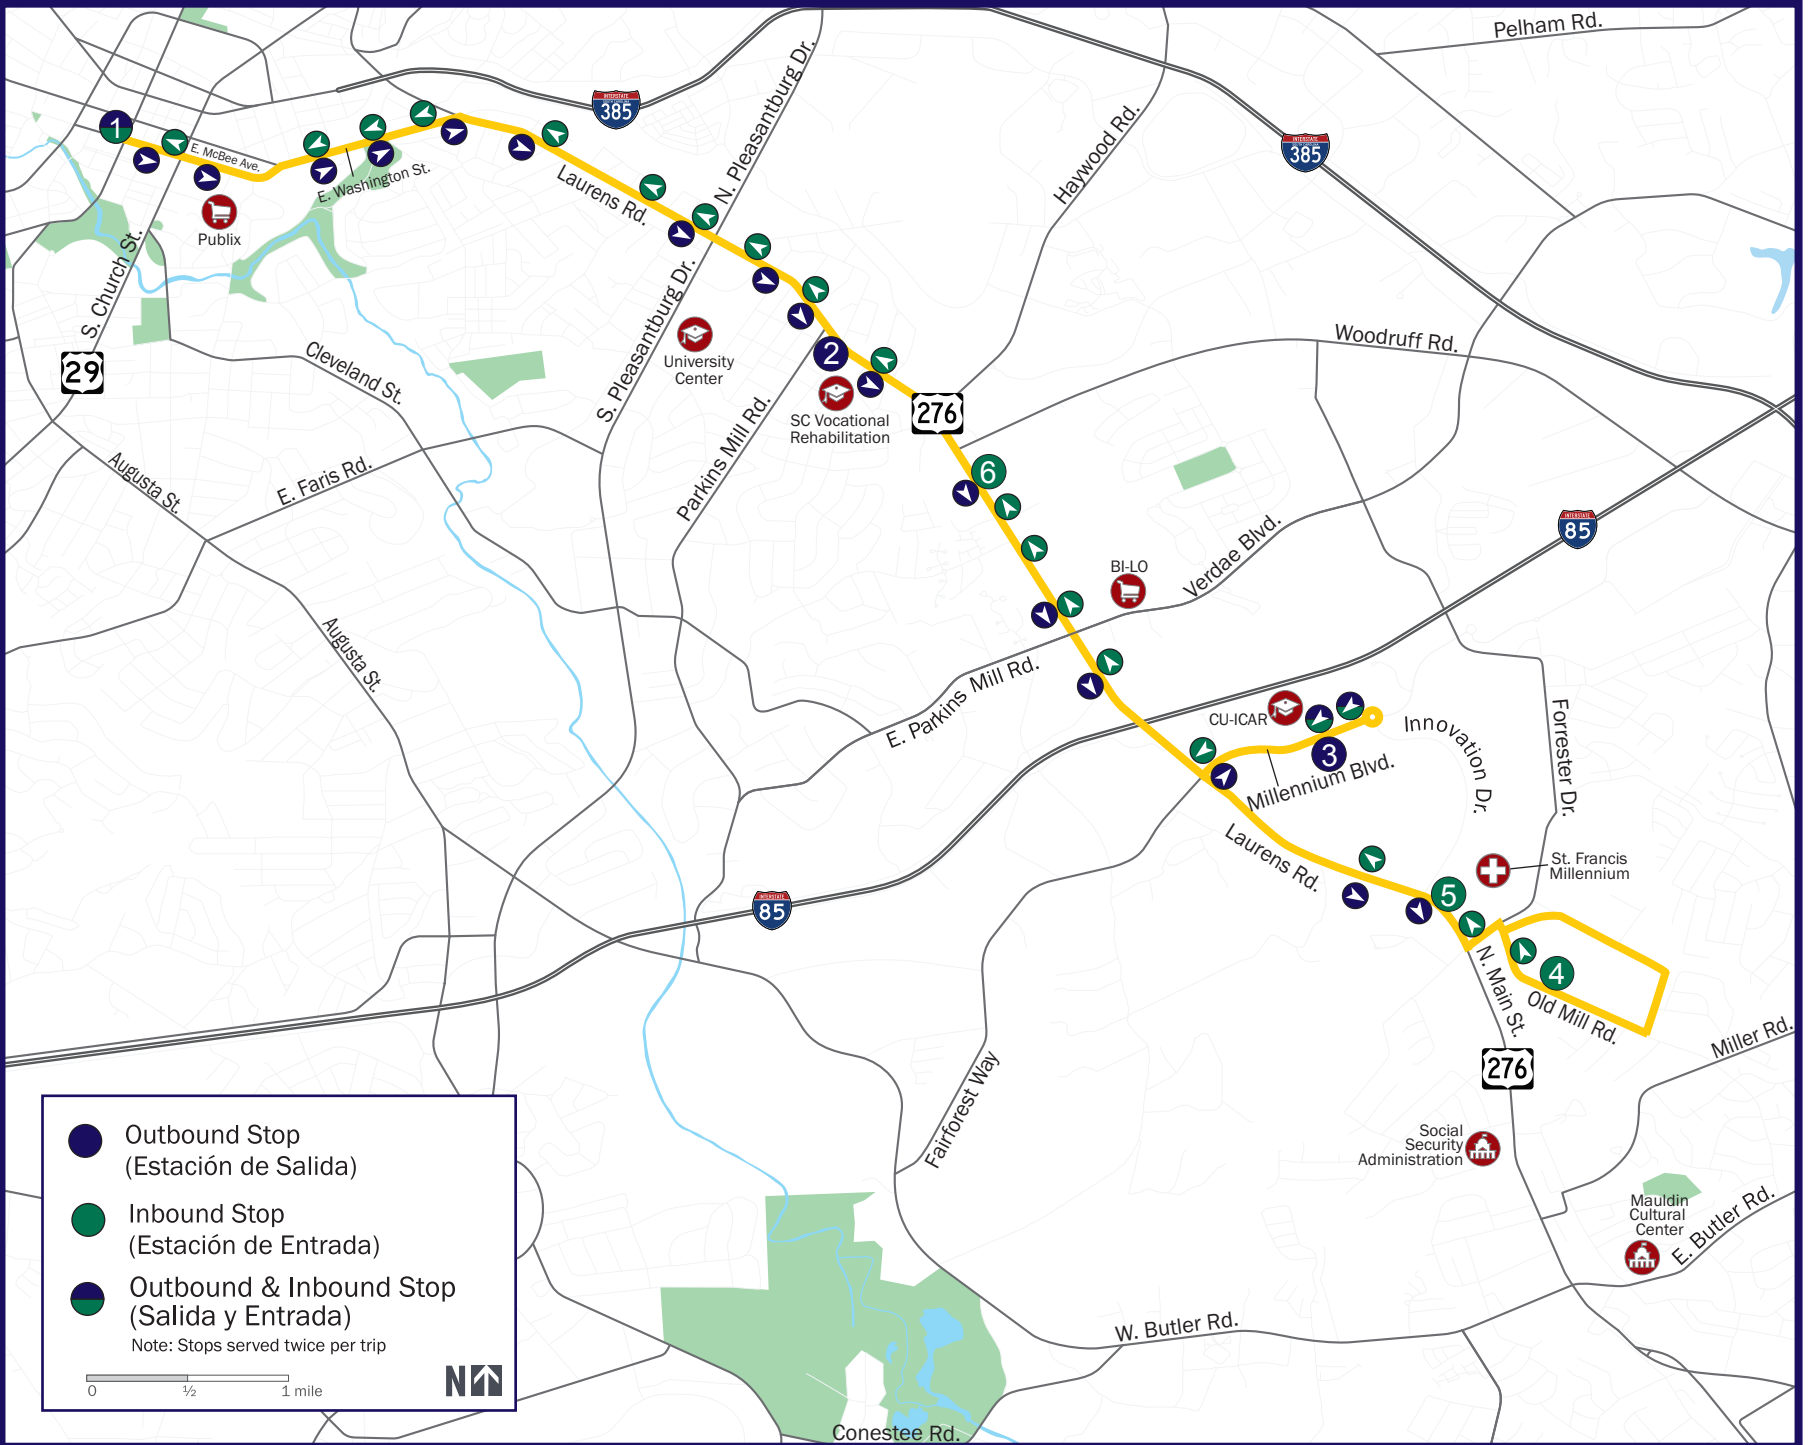 Pelham Rd.
INTERSTATE
385
N. Pleasantburg Dr.
Haywood Rd.
INTERSTATE
385
1
E. McBee Ave.
E. Washington St.
Laurens Rd.
Publix
S. Church St.
29
Cleveland St.
S. Pleasantburg Dr.
University
Center
2
SC Vocational
Rehabilitation
Parkins Mill Rd.
276
Woodruff Rd.
6
Augusta St.
E. Faris Rd.
INTERSTATE
85
BI-LO
Verdae Blvd.
Augusta St.
E. Parkins Mill Rd.
CU-ICAR
3
Innovation Dr.
Millennium Blvd.
Forrester Dr.
Laurens Rd.
St. Francis
Millennium
5
INTERSTATE
85
4
N. Main St.
Old Mill Rd.
Miller Rd.
276
Fairforest Way
Social
Security
Administration
Mauldin
Cultural
Center
E. Butler Rd.
W. Butler Rd.
Conestee Rd.
Outbound Stop
(Estación de Salida)
Inbound Stop
(Estación de Entrada)
Outbound & Inbound Stop
(Salida y Entrada)
Note: Stops served twice per trip
0 ½ 1 mile
N